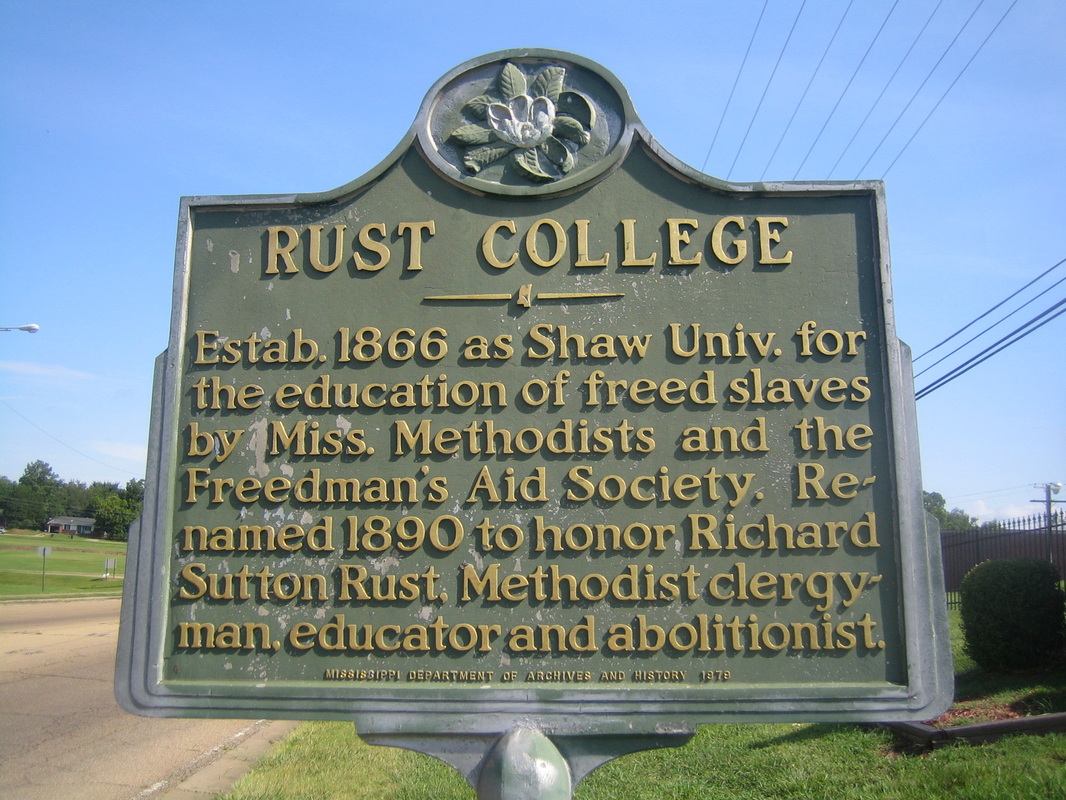 RUST COLLEGE
Estab. 1866 as Shaw Univ. for
the education of freed slaves
by Miss. Methodists and the
Freedman's Aid Society. Re-
named 1890 to honor Richard
Sutton Rust, Methodist clergy-
man, educator and abolitionist.
MISSISSIPPI DEPARTMENT OF ARCHIVES AND HISTORY 1979